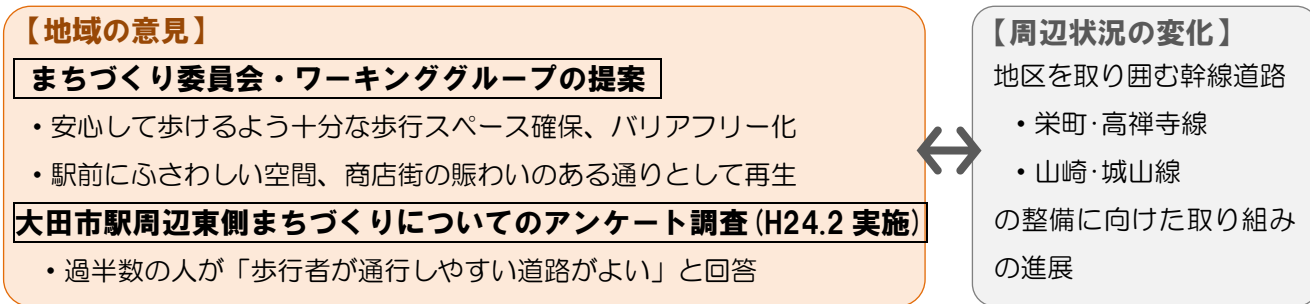 【地域の意見】
まちづくり委員会・ワーキンググループの提案
・安心して歩けるよう十分な歩行スペース確保、バリアフリー化
・駅前にふさわしい空間、商店街の賑わいのある通りとして再生
大田市駅周辺東側まちづくりについてのアンケート調査(H24.2 実施)
・過半数の人が「歩行者が通行しやすい道路がよい」と回答
【周辺状況の変化】
地区を取り囲む幹線道路
・栄町・高禅寺線
・山崎・城山線
の整備に向けた取り組み
の進展